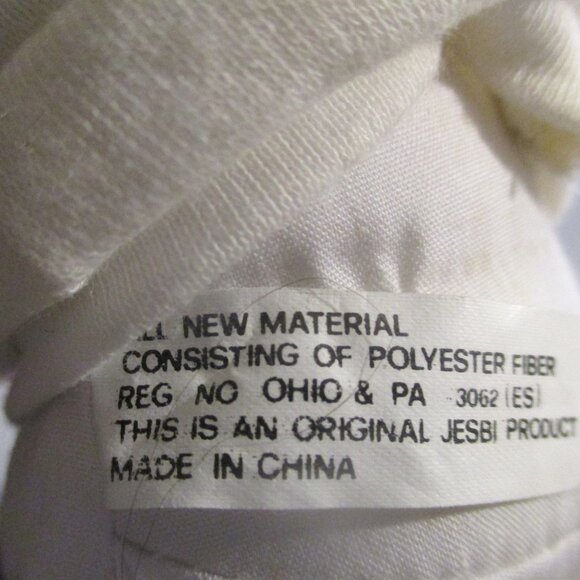 ALL NEW MATERIAL
CONSISTING OF POLYESTER FIBER
REG NO OHIO & PA 3062 (ES)
THIS IS AN ORIGINAL JESBI PRODUCT
MADE IN CHINA